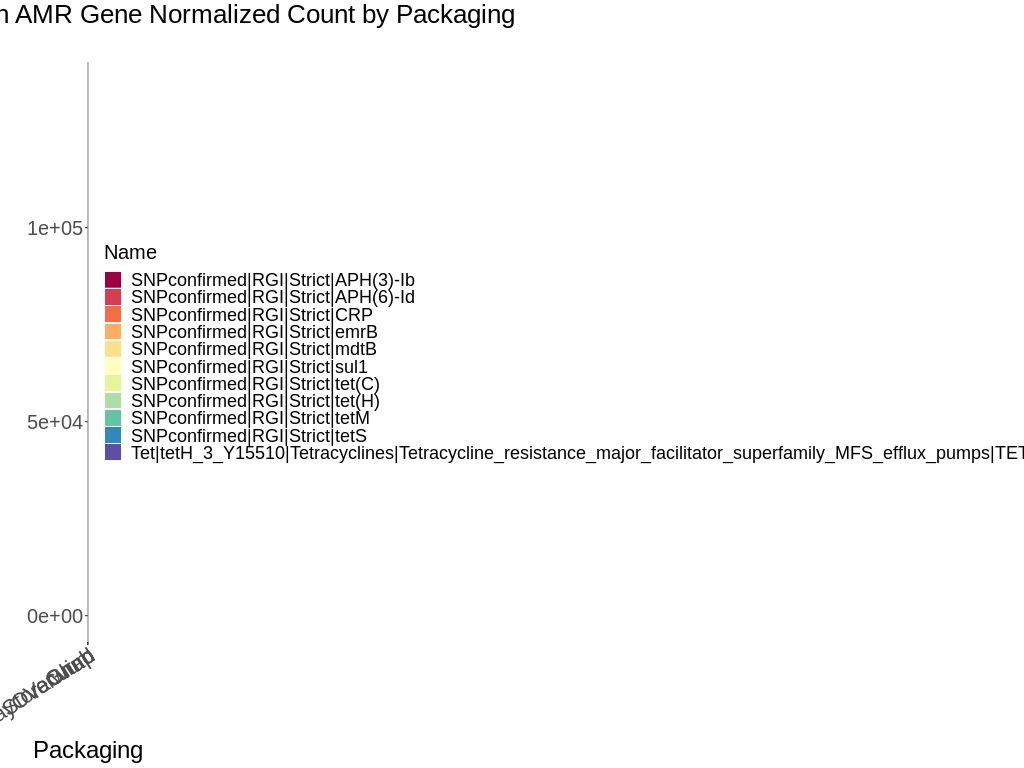 n AMR Gene Normalized Count by Packaging
1e+05
Name
SNPconfirmed|RGI|Strict|APH(3)-Ib
SNPconfirmed|RGI|Strict|APH(6)-Id
SNPconfirmed|RGI|Strict|CRP
SNPconfirmed|RGI|Strict|emrB
SNPconfirmed|RGI|Strict|mdtB
SNPconfirmed|RGI|Strict|sul1
SNPconfirmed|RGI|Strict|tet(C)
SNPconfirmed|RGI|Strict|tet(H)
SNPconfirmed|RGI|Strict|tetM
5e+04
SNPconfirmed|RGI|Strict|tetS
Tet|tetH_3_Y15510|Tetracyclines|Tetracycline_resistance_major_facilitator_superfamily_MFS_efflux_pumps|TET
0e+00
Packaging